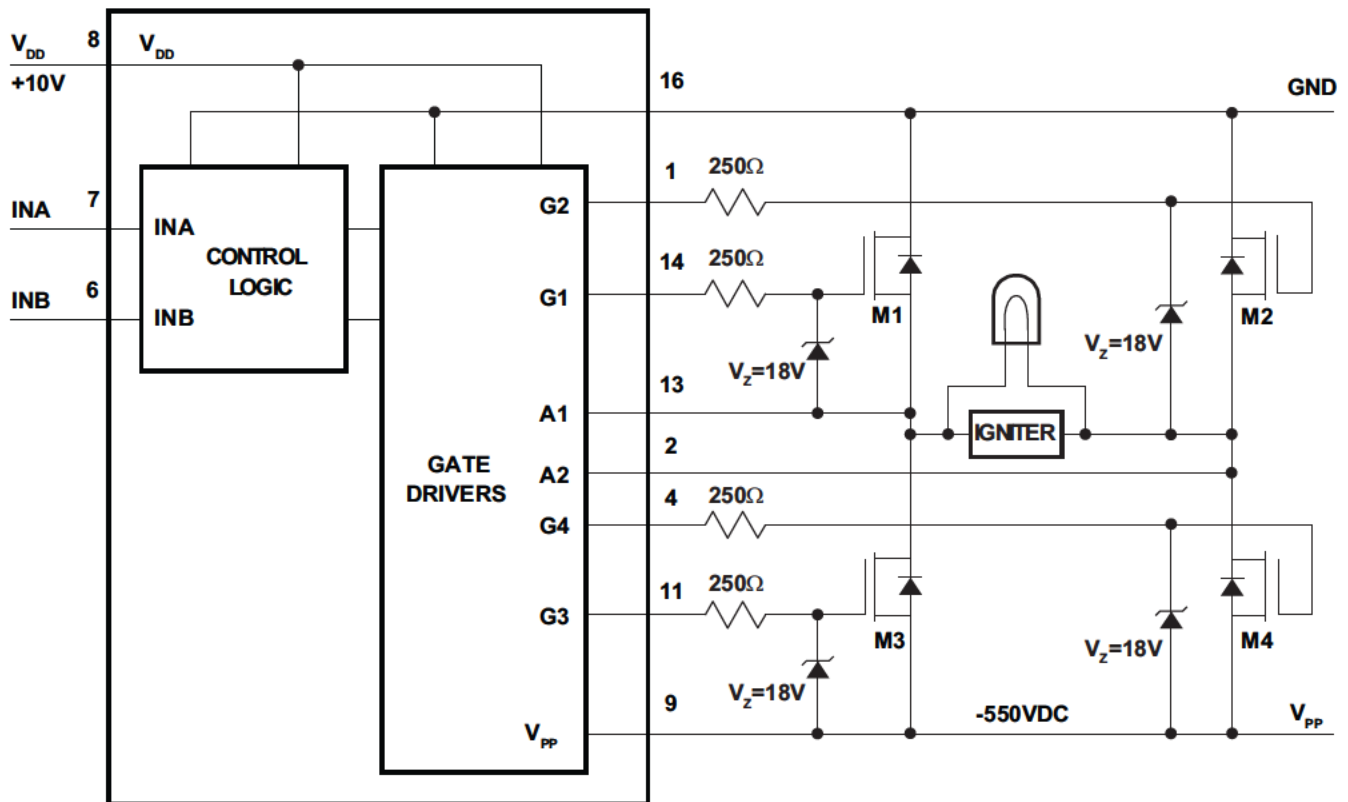 V_DD 8 V_DD
+10V
16
GND
1 250Ω
G2
INA 7
INA
CONTROL
LOGIC
14 250Ω
G1
M1
M2
INB 6
INB
V_Z=18V
V_Z=18V
13
A1
IGNITER
2
A2
GATE
DRIVERS
4 250Ω
G4
11 250Ω
G3
M3
M4
V_Z=18V
V_Z=18V
9
-550VDC
V_PP
V_PP